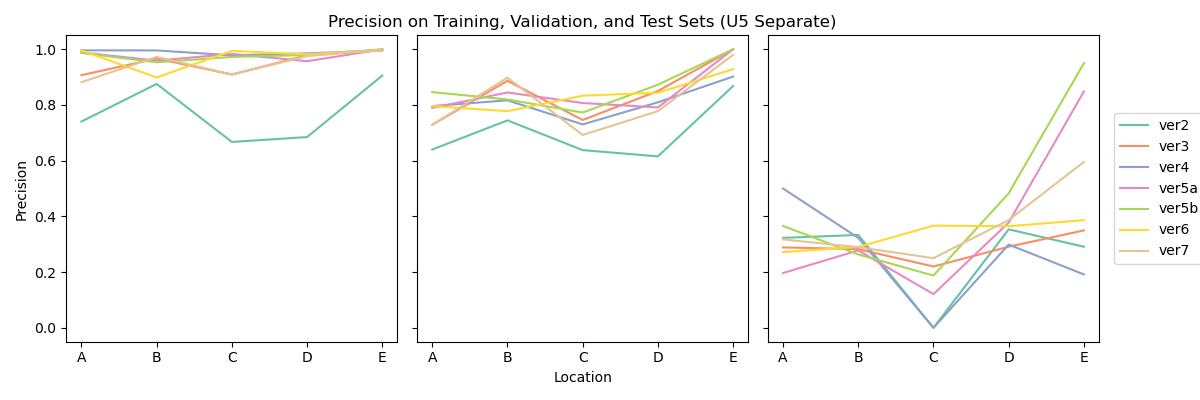 Precision on Training, Validation, and Test Sets (U5 Separate)
Precision
1.0
0.8
0.6
0.4
0.2
0.0
A B C D E
A B C D E
A B C D E
Location
ver2
ver3
ver4
ver5a
ver5b
ver6
ver7